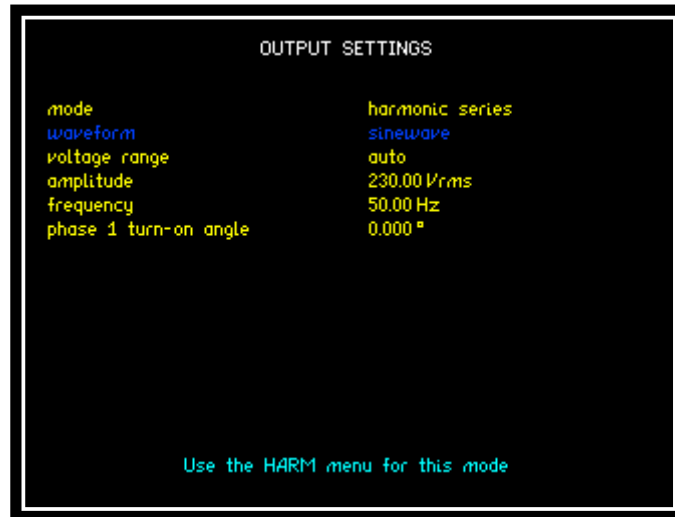 OUTPUT SETTINGS
mode harmonic series
waveform sinewave
voltage range auto
amplitude 230.00 Vrms
frequency 50.00 Hz
phase 1 turn-on angle 0.000 °
Use the HARM menu for this mode